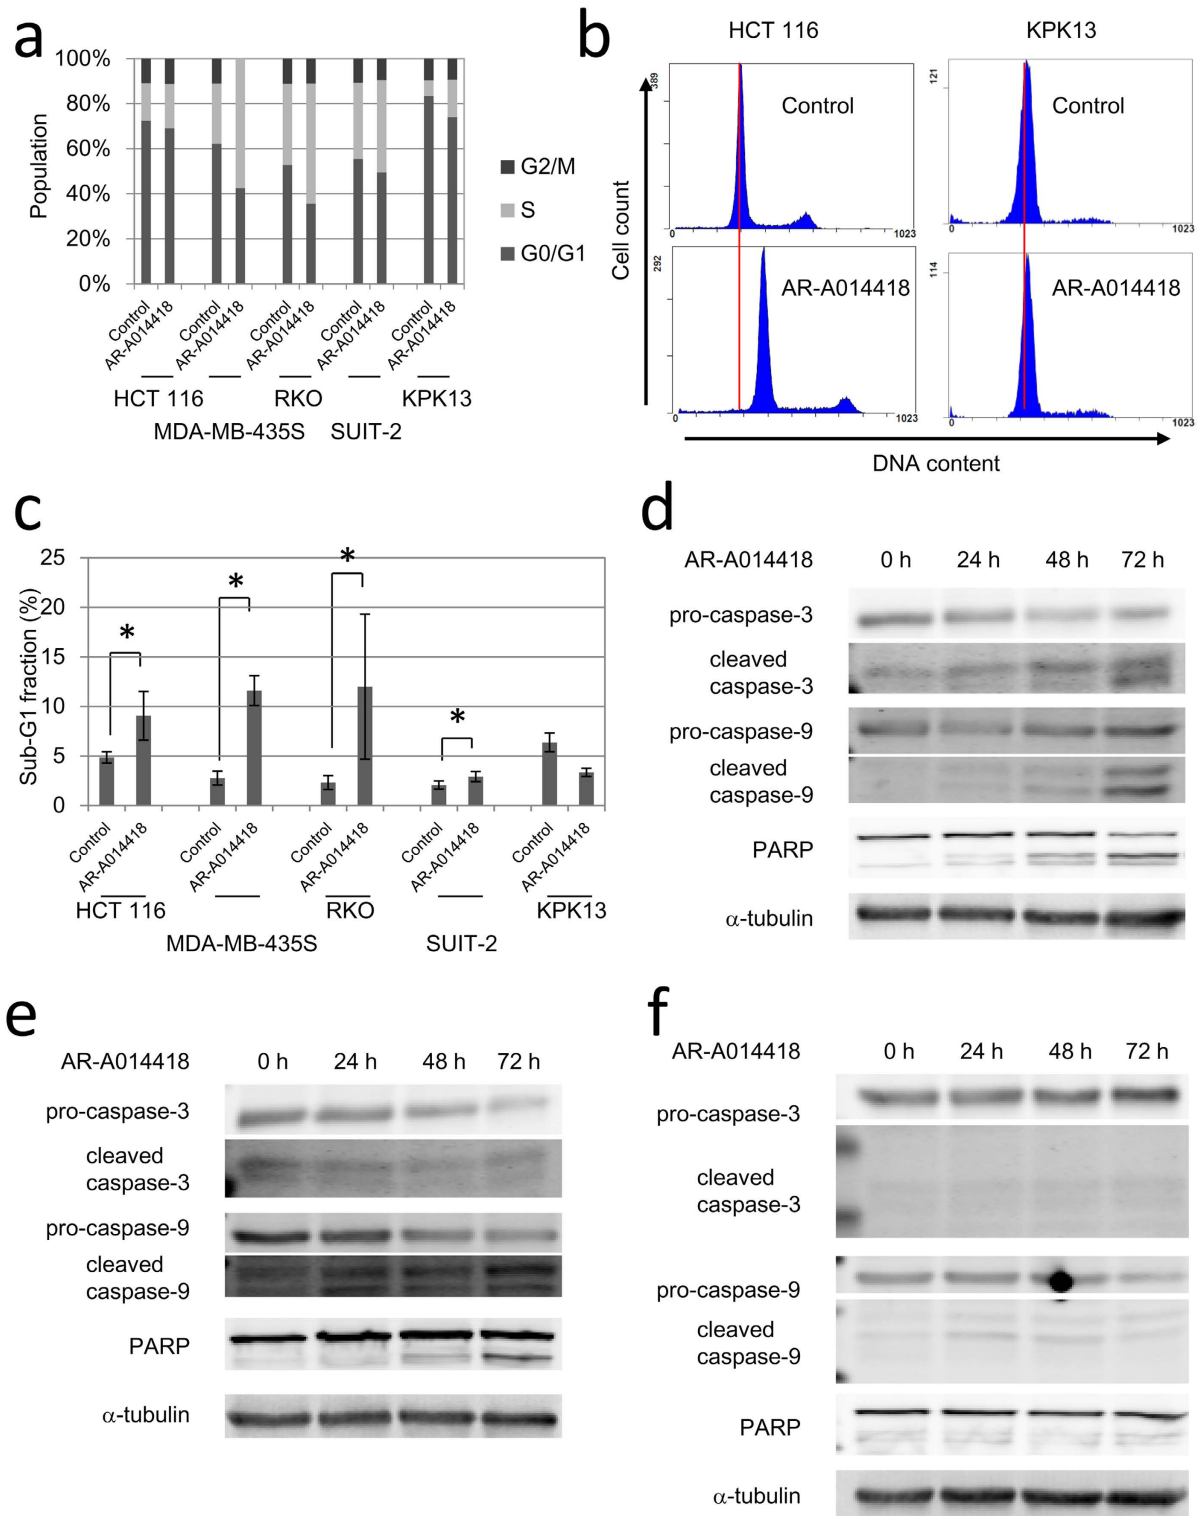 a
100%
80%
60%
40%
20%
0%
Population
G2/M
S
G0/G1
Control
AR-A014418
Control
AR-A014418
Control
AR-A014418
Control
AR-A014418
Control
AR-A014418
HCT 116 RKO KPK13
MDA-MB-435S SUIT-2
b
HCT 116 KPK13
389
Control
0 1023
121
Control
0 1023
292
AR-A014418
0 1023
114
AR-A014418
0 1023
Cell count
DNA content
c
25
20
15
10
5
0
Sub-G1 fraction (%)
* * * *
Control
AR-A014418
Control
AR-A014418
Control
AR-A014418
Control
AR-A014418
Control
AR-A014418
HCT 116 RKO KPK13
MDA-MB-435S SUIT-2
d
AR-A014418 0 h 24 h 48 h 72 h
pro-caspase-3
cleaved
caspase-3
pro-caspase-9
cleaved
caspase-9
PARP
α-tubulin
e
AR-A014418 0 h 24 h 48 h 72 h
pro-caspase-3
cleaved
caspase-3
pro-caspase-9
cleaved
caspase-9
PARP
α-tubulin
f
AR-A014418 0 h 24 h 48 h 72 h
pro-caspase-3
cleaved
caspase-3
pro-caspase-9
cleaved
caspase-9
PARP
α-tubulin